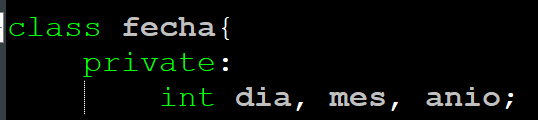 class fecha{
private:
int dia, mes, anio;